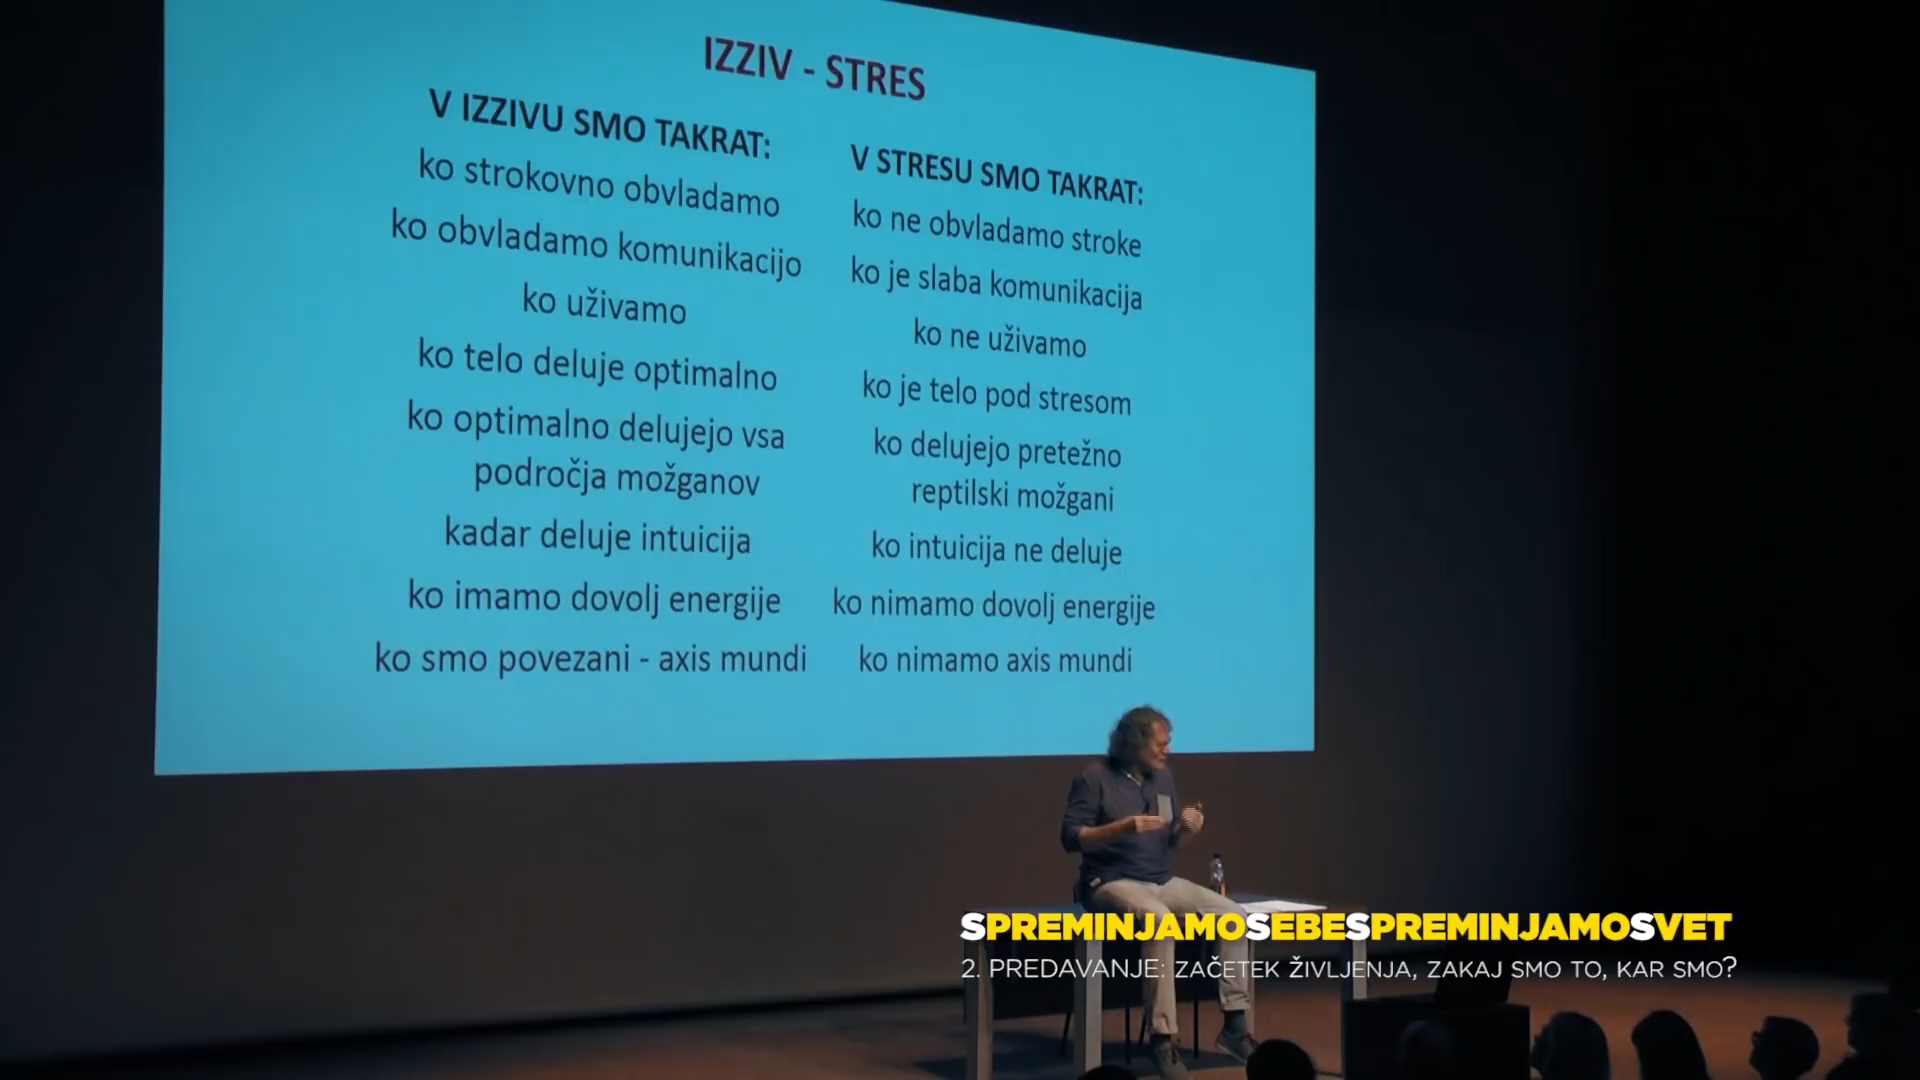 IZZIV - STRES
V IZZIVU SMO TAKRAT:
ko strokovno obvladamo
ko obvladamo komunikacijo
ko uživamo
ko telo deluje optimalno
ko optimalno delujejo vsa
področja možganov
kadar deluje intuicija
ko imamo dovolj energije
ko smo povezani - axis mundi
V STRESU SMO TAKRAT:
ko ne obvladamo stroke
ko je slaba komunikacija
ko ne uživamo
ko je telo pod stresom
ko delujejo pretežno
reptilski možgani
ko intuicija ne deluje
ko nimamo dovolj energije
ko nimamo axis mundi
SPREMINJAMOSEBESPREMINJAMOSVET
2. PREDAVANJE: ZAČETEK ŽIVLJENJA, ZAKAJ SMO TO, KAR SMO?